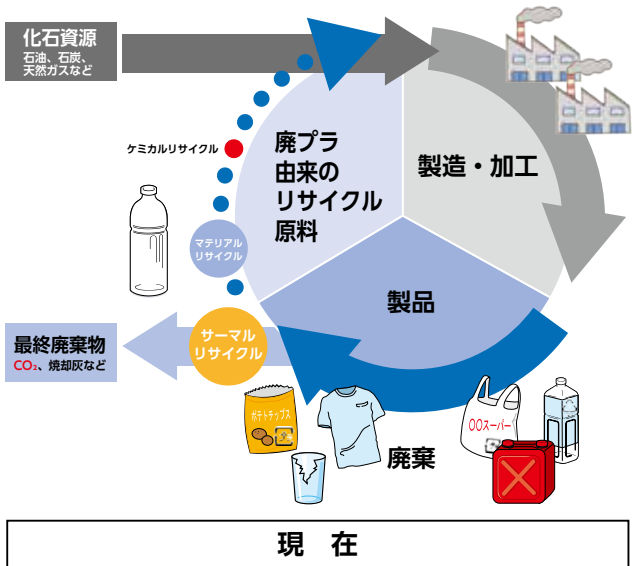 化石資源
石油、石炭、
天然ガスなど
ケミカルリサイクル
廃プラ
由来の
リサイクル
原料
製造・加工
マテリアル
リサイクル
製品
サーマル
リサイクル
最終廃棄物
CO₂、焼却灰など
ポテトチップス
〇〇スーパー
廃棄
現 在